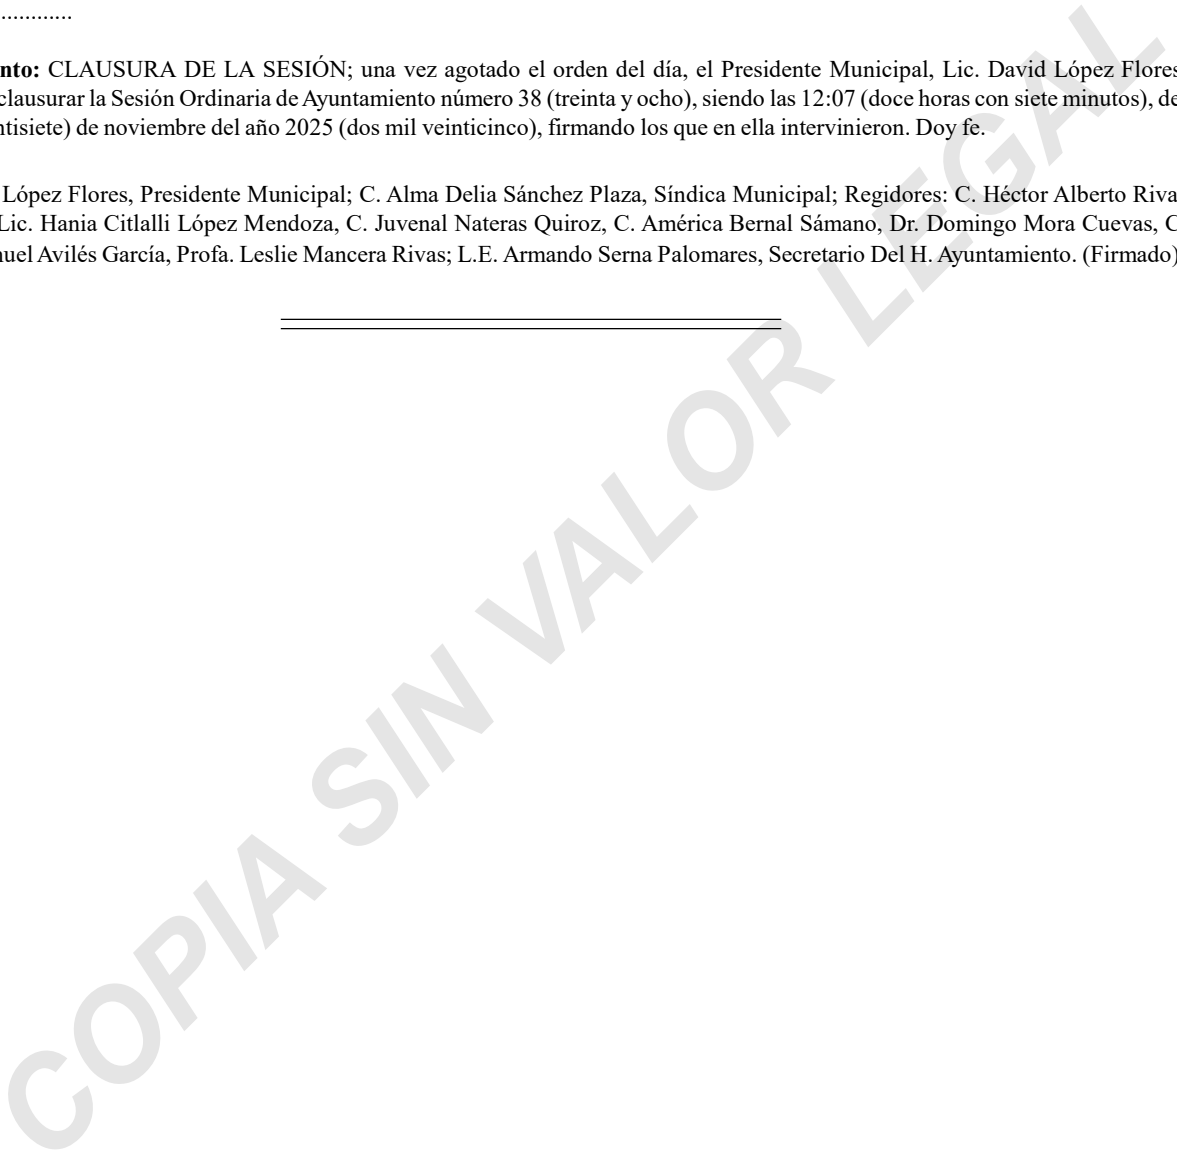 ............
nto: CLAUSURA DE LA SESIÓN; una vez agotado el orden del día, el Presidente Municipal, Lic. David López Flores
clausurar la Sesión Ordinaria de Ayuntamiento número 38 (treinta y ocho), siendo las 12:07 (doce horas con siete minutos), de
ntisiete) de noviembre del año 2025 (dos mil veinticinco), firmando los que en ella intervinieron. Doy fe.
López Flores, Presidente Municipal; C. Alma Delia Sánchez Plaza, Síndica Municipal; Regidores: C. Héctor Alberto Riva
Lic. Hania Citlalli López Mendoza, C. Juvenal Nateras Quiroz, C. América Bernal Sámano, Dr. Domingo Mora Cuevas, C
nuel Avilés García, Profa. Leslie Mancera Rivas; L.E. Armando Serna Palomares, Secretario Del H. Ayuntamiento. (Firmado)
COPIA SIN VALOR LEGAL